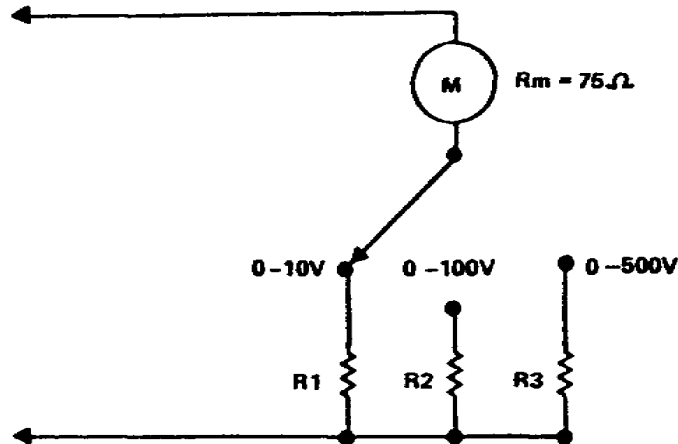 M
Rm = 75Ω
0-10V
0-100V
0-500V
R1
R2
R3